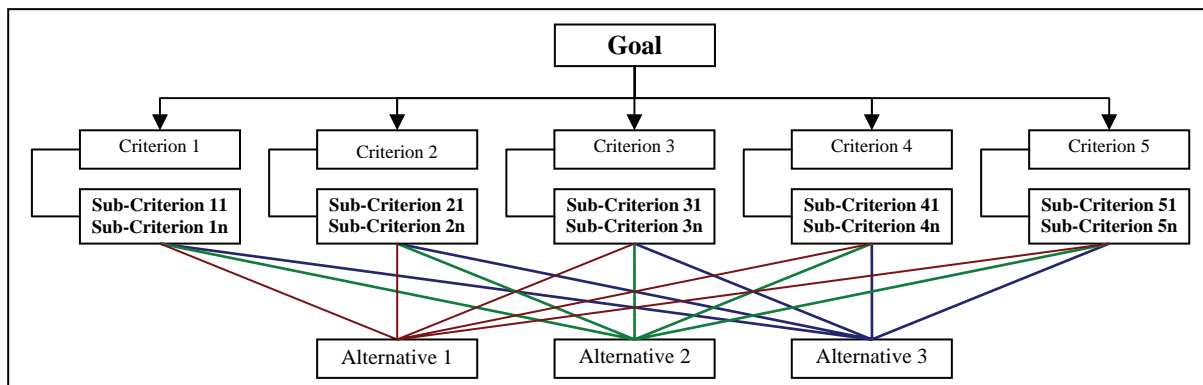 Goal
Criterion 1
Criterion 2
Criterion 3
Criterion 4
Criterion 5
Sub-Criterion 11
Sub-Criterion 1n
Sub-Criterion 21
Sub-Criterion 2n
Sub-Criterion 31
Sub-Criterion 3n
Sub-Criterion 41
Sub-Criterion 4n
Sub-Criterion 51
Sub-Criterion 5n
Alternative 1
Alternative 2
Alternative 3